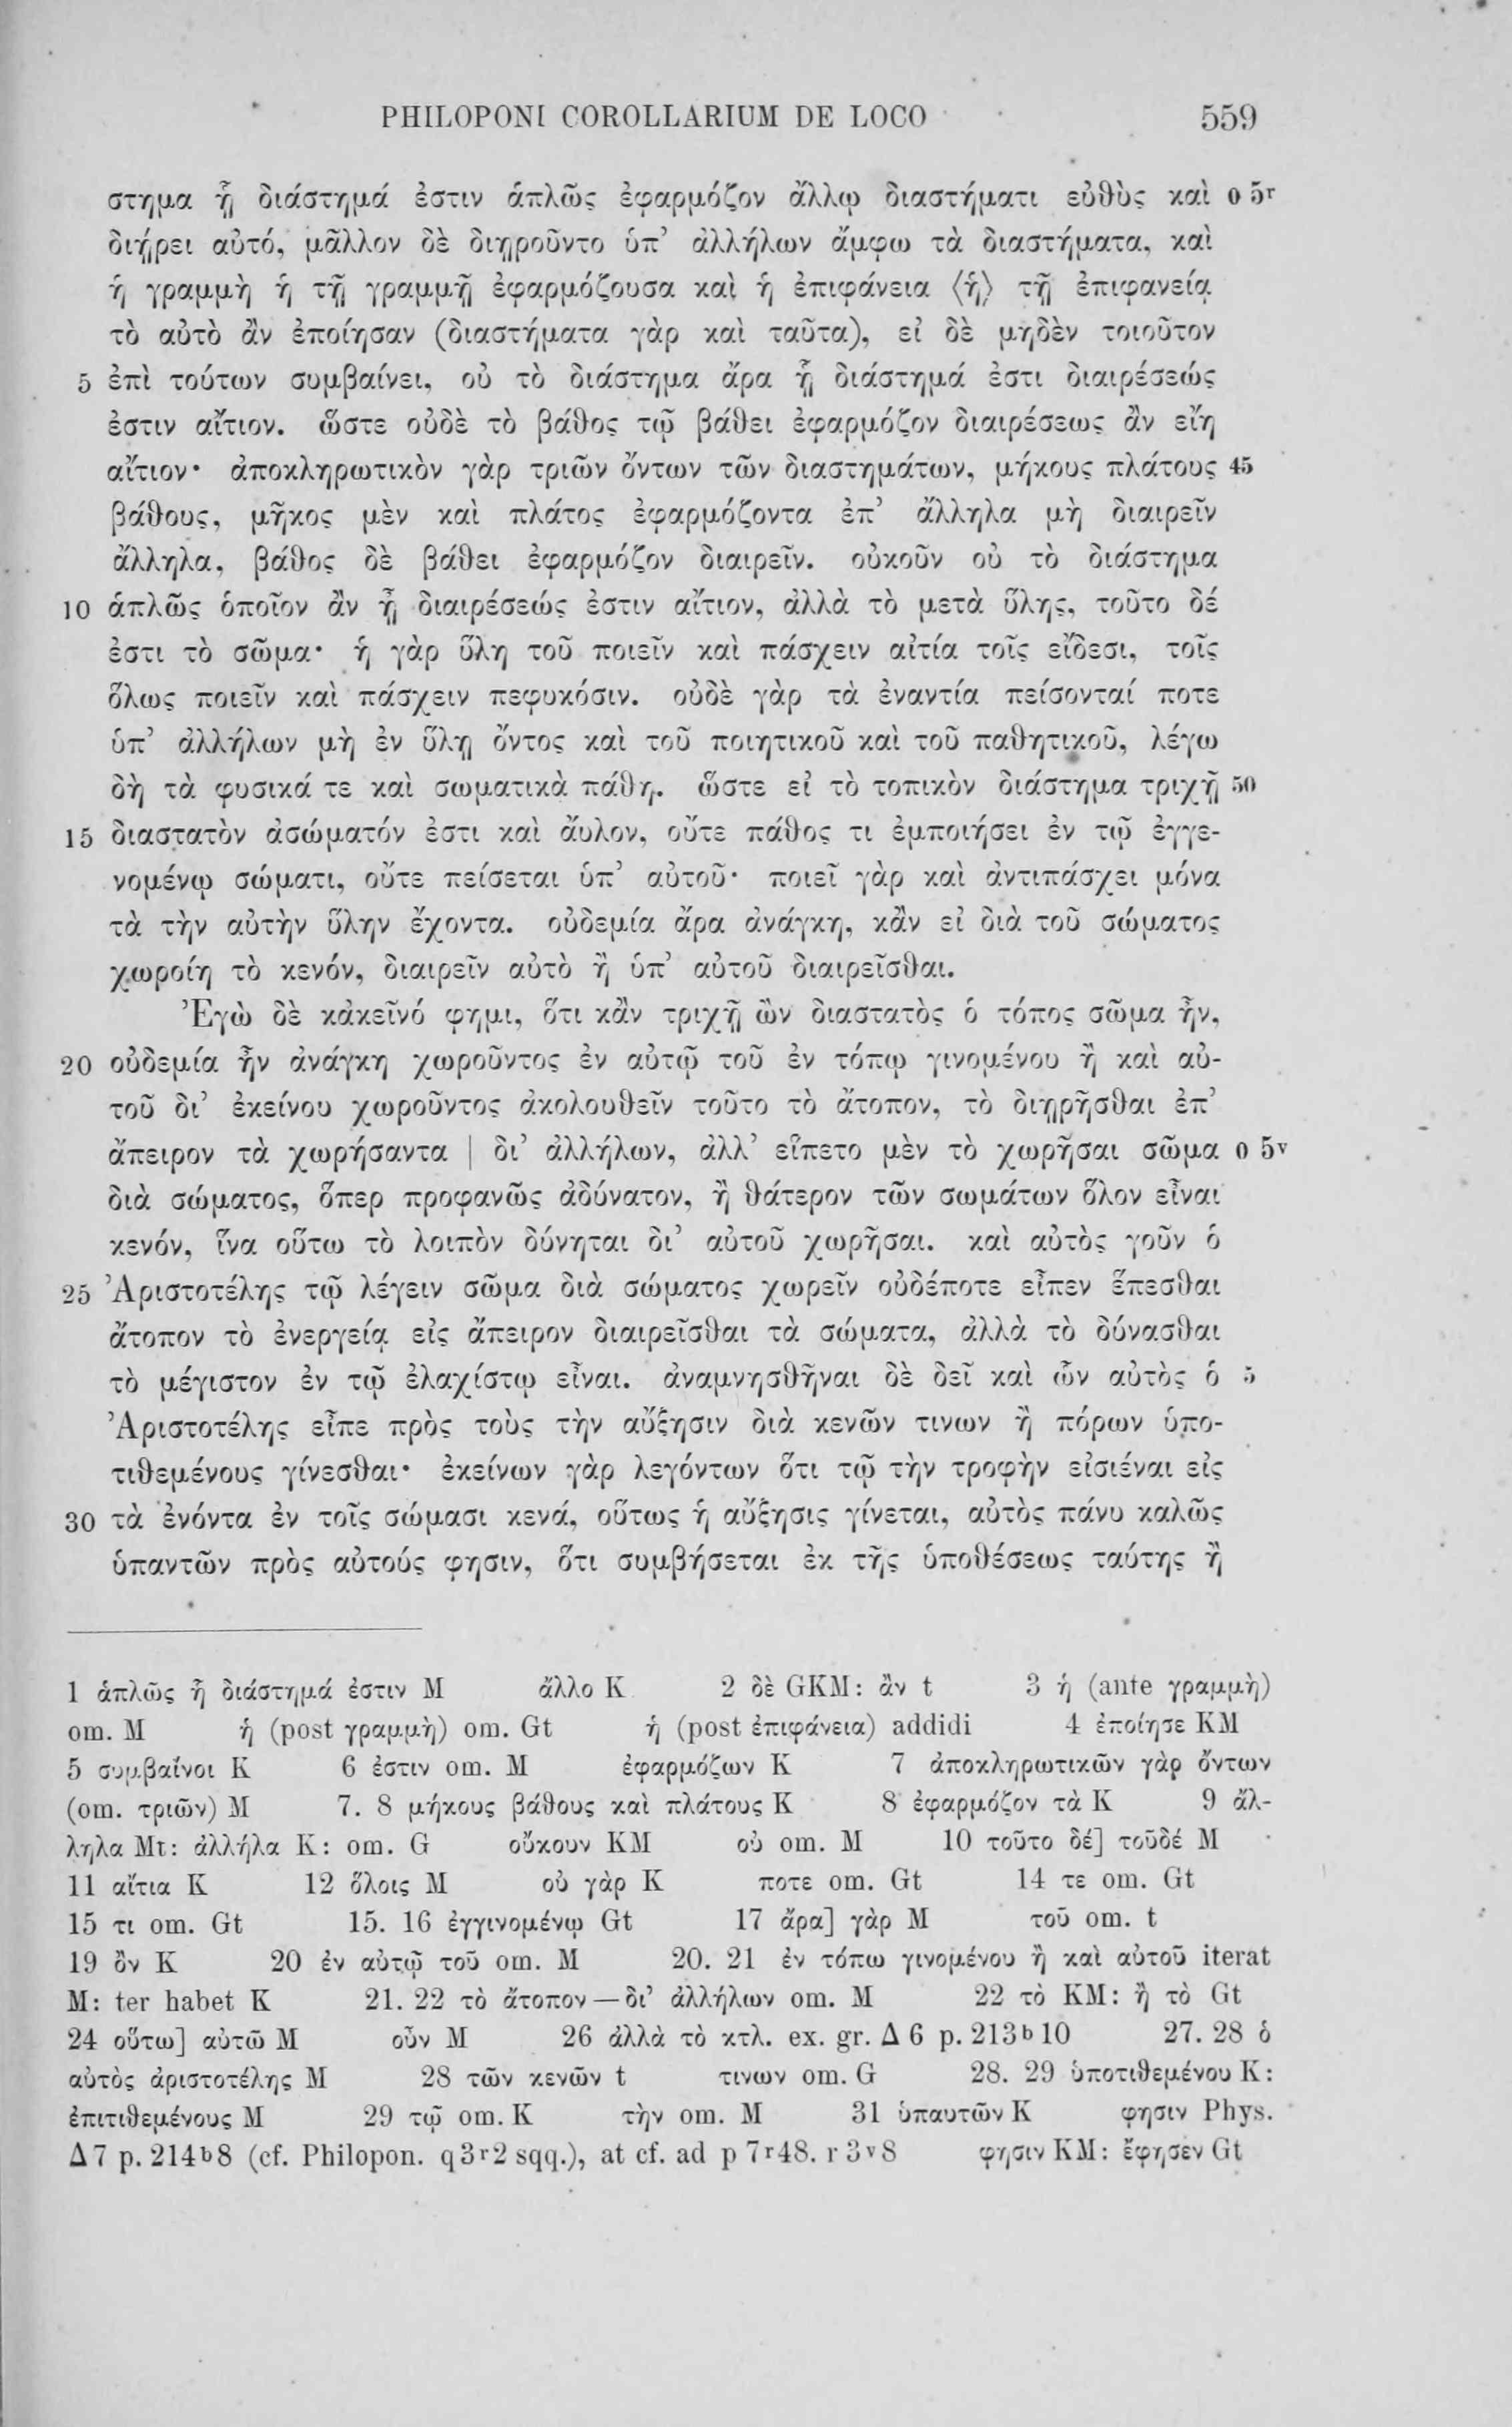 PHILOPONI COROLLARIUM DE LOCO 559
στημα ᾗ διάστημά ἐστιν ἁπλῶς ἐφαρμόζον ἄλλῳ διαστήματι εὐθὺς καὶ ο 5r
διῄρει αὐτό, μᾶλλον δὲ διῃροῦντο ὑπ’ ἀλλήλων ἄμφω τὰ διαστήματα, καὶ
ἡ γραμμὴ ἡ τῇ γραμμῇ ἐφαρμόζουσα καὶ ἡ ἐπιφάνεια 〈ἡ〉 τῇ ἐπιφανείᾳ
τὸ αὐτὸ ἂν ἐποίησαν (διαστήματα γὰρ καὶ ταῦτα), εἰ δὲ μηδὲν τοιοῦτον
5 ἐπὶ τούτων συμβαίνει, οὐ τὸ διάστημα ἄρα ᾗ διάστημά ἐστι διαιρέσεώς
ἐστιν αἴτιον. ὥστε οὐδὲ τὸ βάθος τῷ βάθει ἐφαρμόζον διαιρέσεως ἂν εἴη
αἴτιον· ἀποκληρωτικὸν γὰρ τριῶν ὄντων τῶν διαστημάτων, μήκους πλάτους 45
βάθους, μῆκος μὲν καὶ πλάτος ἐφαρμόζοντα ἐπ’ ἄλληλα μὴ διαιρεῖν
ἄλληλα, βάθος δὲ βάθει ἐφαρμόζον διαιρεῖν. οὐκοῦν οὐ τὸ διάστημα
10 ἁπλῶς ὁποῖον ἂν ᾖ διαιρέσεώς ἐστιν αἴτιον, ἀλλὰ τὸ μετὰ ὕλης, τοῦτο δέ
ἐστι τὸ σῶμα· ἡ γὰρ ὕλη τοῦ ποιεῖν καὶ πάσχειν αἰτία τοῖς εἴδεσι, τοῖς
ὅλως ποιεῖν καὶ πάσχειν πεφυκόσιν. οὐδὲ γὰρ τὰ ἐναντία πείσονταί ποτε
ὑπ’ ἀλλήλων μὴ ἐν ὕλῃ ὄντος καὶ τοῦ ποιητικοῦ καὶ τοῦ παθητικοῦ, λέγω
δὴ τὰ φυσικά τε καὶ σωματικὰ πάθη. ὥστε εἰ τὸ τοπικὸν διάστημα τριχῇ 50
15 διαστατὸν ἀσώματόν ἐστι καὶ ἄυλον, οὔτε πάθος τι ἐμποιήσει ἐν τῷ ἐγγε-
νομένῳ σώματι, οὔτε πείσεται ὑπ’ αὐτοῦ· ποιεῖ γὰρ καὶ ἀντιπάσχει μόνα
τὰ τὴν αὐτὴν ὕλην ἔχοντα. οὐδεμία ἄρα ἀνάγκη, κἂν εἰ διὰ τοῦ σώματος
χωροίη τὸ κενόν, διαιρεῖν αὐτὸ ἢ ὑπ’ αὐτοῦ διαιρεῖσθαι.
Ἐγὼ δὲ κἀκεῖνό φημι, ὅτι κἂν τριχῇ ὢν διαστατὸς ὁ τόπος σῶμα ἦν,
20 οὐδεμία ἦν ἀνάγκη χωροῦντος ἐν αὐτῷ τοῦ ἐν τόπῳ γινομένου ἢ καὶ αὐ-
τοῦ δι’ ἐκείνου χωροῦντος ἀκολουθεῖν τοῦτο τὸ ἄτοπον, τὸ διῃρῆσθαι ἐπ’
ἄπειρον τὰ χωρήσαντα | δι’ ἀλλήλων, ἀλλ’ εἵπετο μὲν τὸ χωρῆσαι σῶμα ο 5v
διὰ σώματος, ὅπερ προφανῶς ἀδύνατον, ἢ θάτερον τῶν σωμάτων ὅλον εἶναι
κενόν, ἵνα οὕτω τὸ λοιπὸν δύνηται δι’ αὐτοῦ χωρῆσαι. καὶ αὐτὸς γοῦν ὁ
25 Ἀριστοτέλης τῷ λέγειν σῶμα διὰ σώματος χωρεῖν οὐδέποτε εἶπεν ἕπεσθαι
ἄτοπον τὸ ἐνεργείᾳ εἰς ἄπειρον διαιρεῖσθαι τὰ σώματα, ἀλλὰ τὸ δύνασθαι
τὸ μέγιστον ἐν τῷ ἐλαχίστῳ εἶναι. ἀναμνησθῆναι δὲ δεῖ καὶ ὧν αὐτὸς ὁ 5
Ἀριστοτέλης εἶπε πρὸς τοὺς τὴν αὔξησιν διὰ κενῶν τινων ἢ πόρων ὑπο-
τιθεμένους γίνεσθαι· ἐκείνων γὰρ λεγόντων ὅτι τῷ τὴν τροφὴν εἰσιέναι εἰς
30 τὰ ἐνόντα ἐν τοῖς σώμασι κενά, οὕτως ἡ αὔξησις γίνεται, αὐτὸς πάνυ καλῶς
ὑπαντῶν πρὸς αὐτούς φησιν, ὅτι συμβήσεται ἐκ τῆς ὑποθέσεως ταύτης ἢ
1 ἁπλῶς ἢ διάστημά ἐστιν M ἄλλο K 2 δὲ GKM: ἂν t 3 ἡ (ante γραμμὴ)
om. M ἡ (post γραμμὴ) om. Gt ἡ (post ἐπιφάνεια) addidi 4 ἐποίησε KM
5 συμβαίνοι K 6 ἐστιν om. M ἐφαρμόζων K 7 ἀποκληρωτικῶν γὰρ ὄντων
(om. τριῶν) M 7. 8 μήκους βάθους καὶ πλάτους K 8 ἐφαρμόζον τὰ K 9 ἄλ-
ληλα Mt: ἀλλήλα K: om. G οὔκουν KM οὐ om. M 10 τοῦτο δέ] τοῦδέ M
11 αἴτια K 12 ὅλοις M οὐ γὰρ K ποτε om. Gt 14 τε om. Gt
15 τι om. Gt 15. 16 ἐγγινομένῳ Gt 17 ἄρα] γὰρ M τοῦ om. t
19 ὂν K 20 ἐν αὐτῷ τοῦ om. M 20. 21 ἐν τόπω γινομένου ἢ καὶ αὐτοῦ iterat
M: ter habet K 21. 22 τὸ ἄτοπον — δι’ ἀλλήλων om. M 22 τὸ KM: ἢ τὸ Gt
24 οὕτω] αὐτῶ M οὖν M 26 ἀλλὰ τὸ κτλ. ex. gr. Δ 6 p. 213b 10 27. 28 ὁ
αὐτὸς ἀριστοτέλης M 28 τῶν κενῶν t τινων om. G 28. 29 ὑποτιθεμένου K:
ἐπιτιθεμένους M 29 τῷ om. K τὴν om. M 31 ὑπαυτῶν K φησιν Phys.
Δ 7 p. 214b 8 (cf. Philopon. q 3r 2 sqq.), at cf. ad p 7r 48. r 3v 8 φησιν KM: ἔφησεν Gt